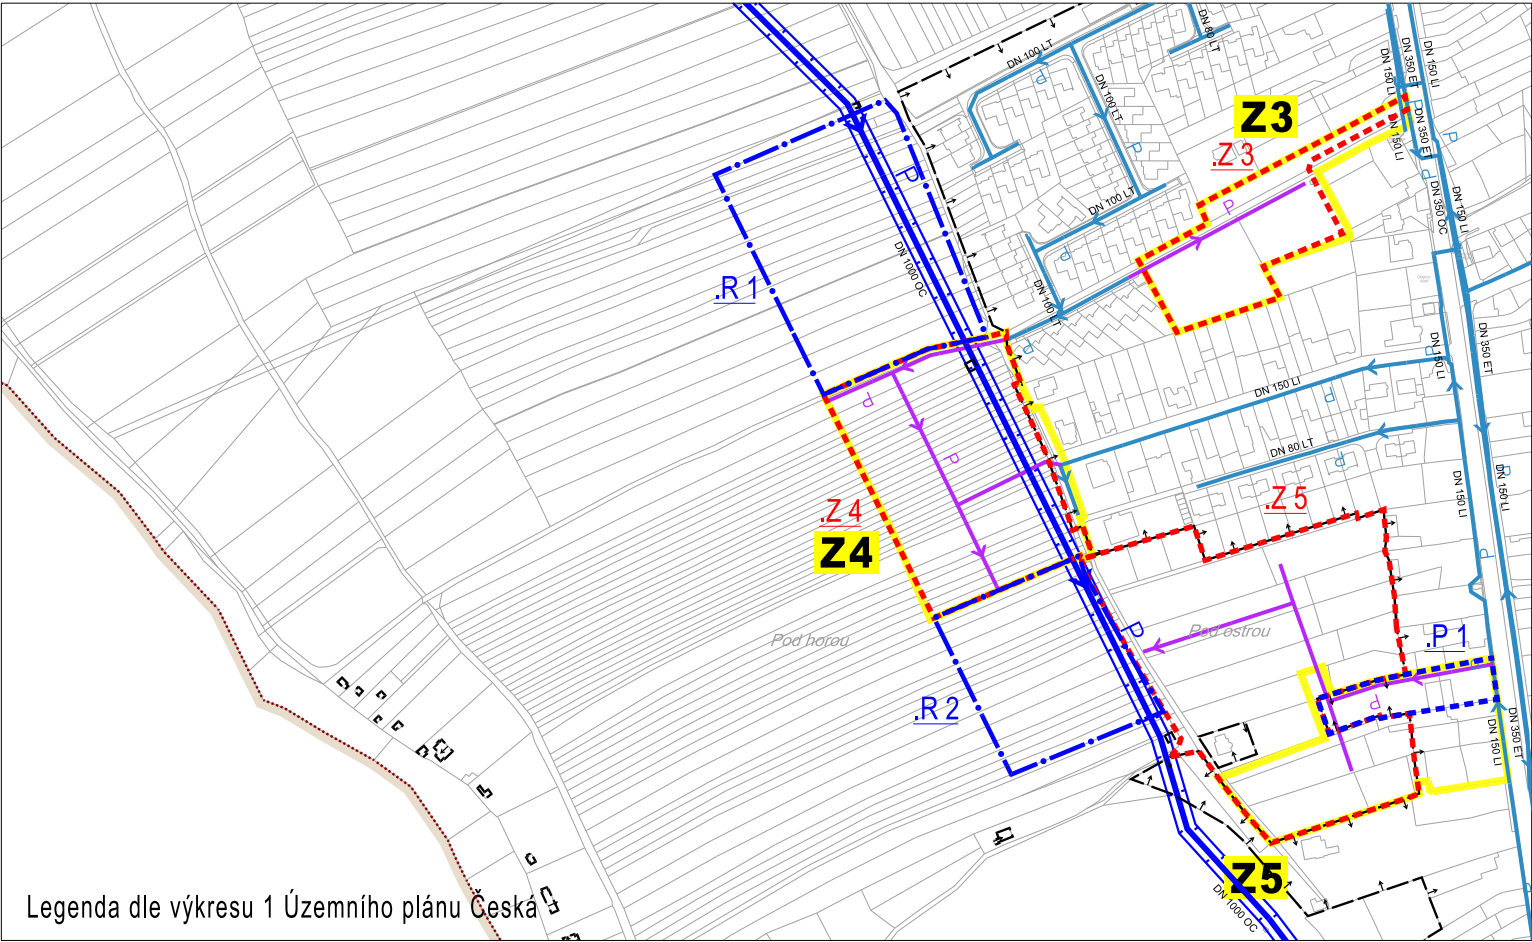 DN 80 LT
DN 100 LT
P
DN 100 LT
P
DN 150 LI
DN 350 ET
DN 150 LI
Z3
.Z 3
DN 350 ET
DN 150 LI
P
P
P
P
DN 100 LT
P
P
DN 350 OC
DN 150 LI
DN 1000 OC
.R 1
DN 100 LT
P
P
DN 350 ET
DN 150 LI
P
DN 150 LI
P
P
DN 80 LT
P
P
P
DN 150 LI
DN 150 LI
.Z 4
Z4
.Z 5
P
Pod horou
P
Pod ostrou
.P 1
.R 2
P
DN 150 LI
DN 350 ET
Z5
DN 1000 OC
Legenda dle výkresu 1 Územního plánu Česká